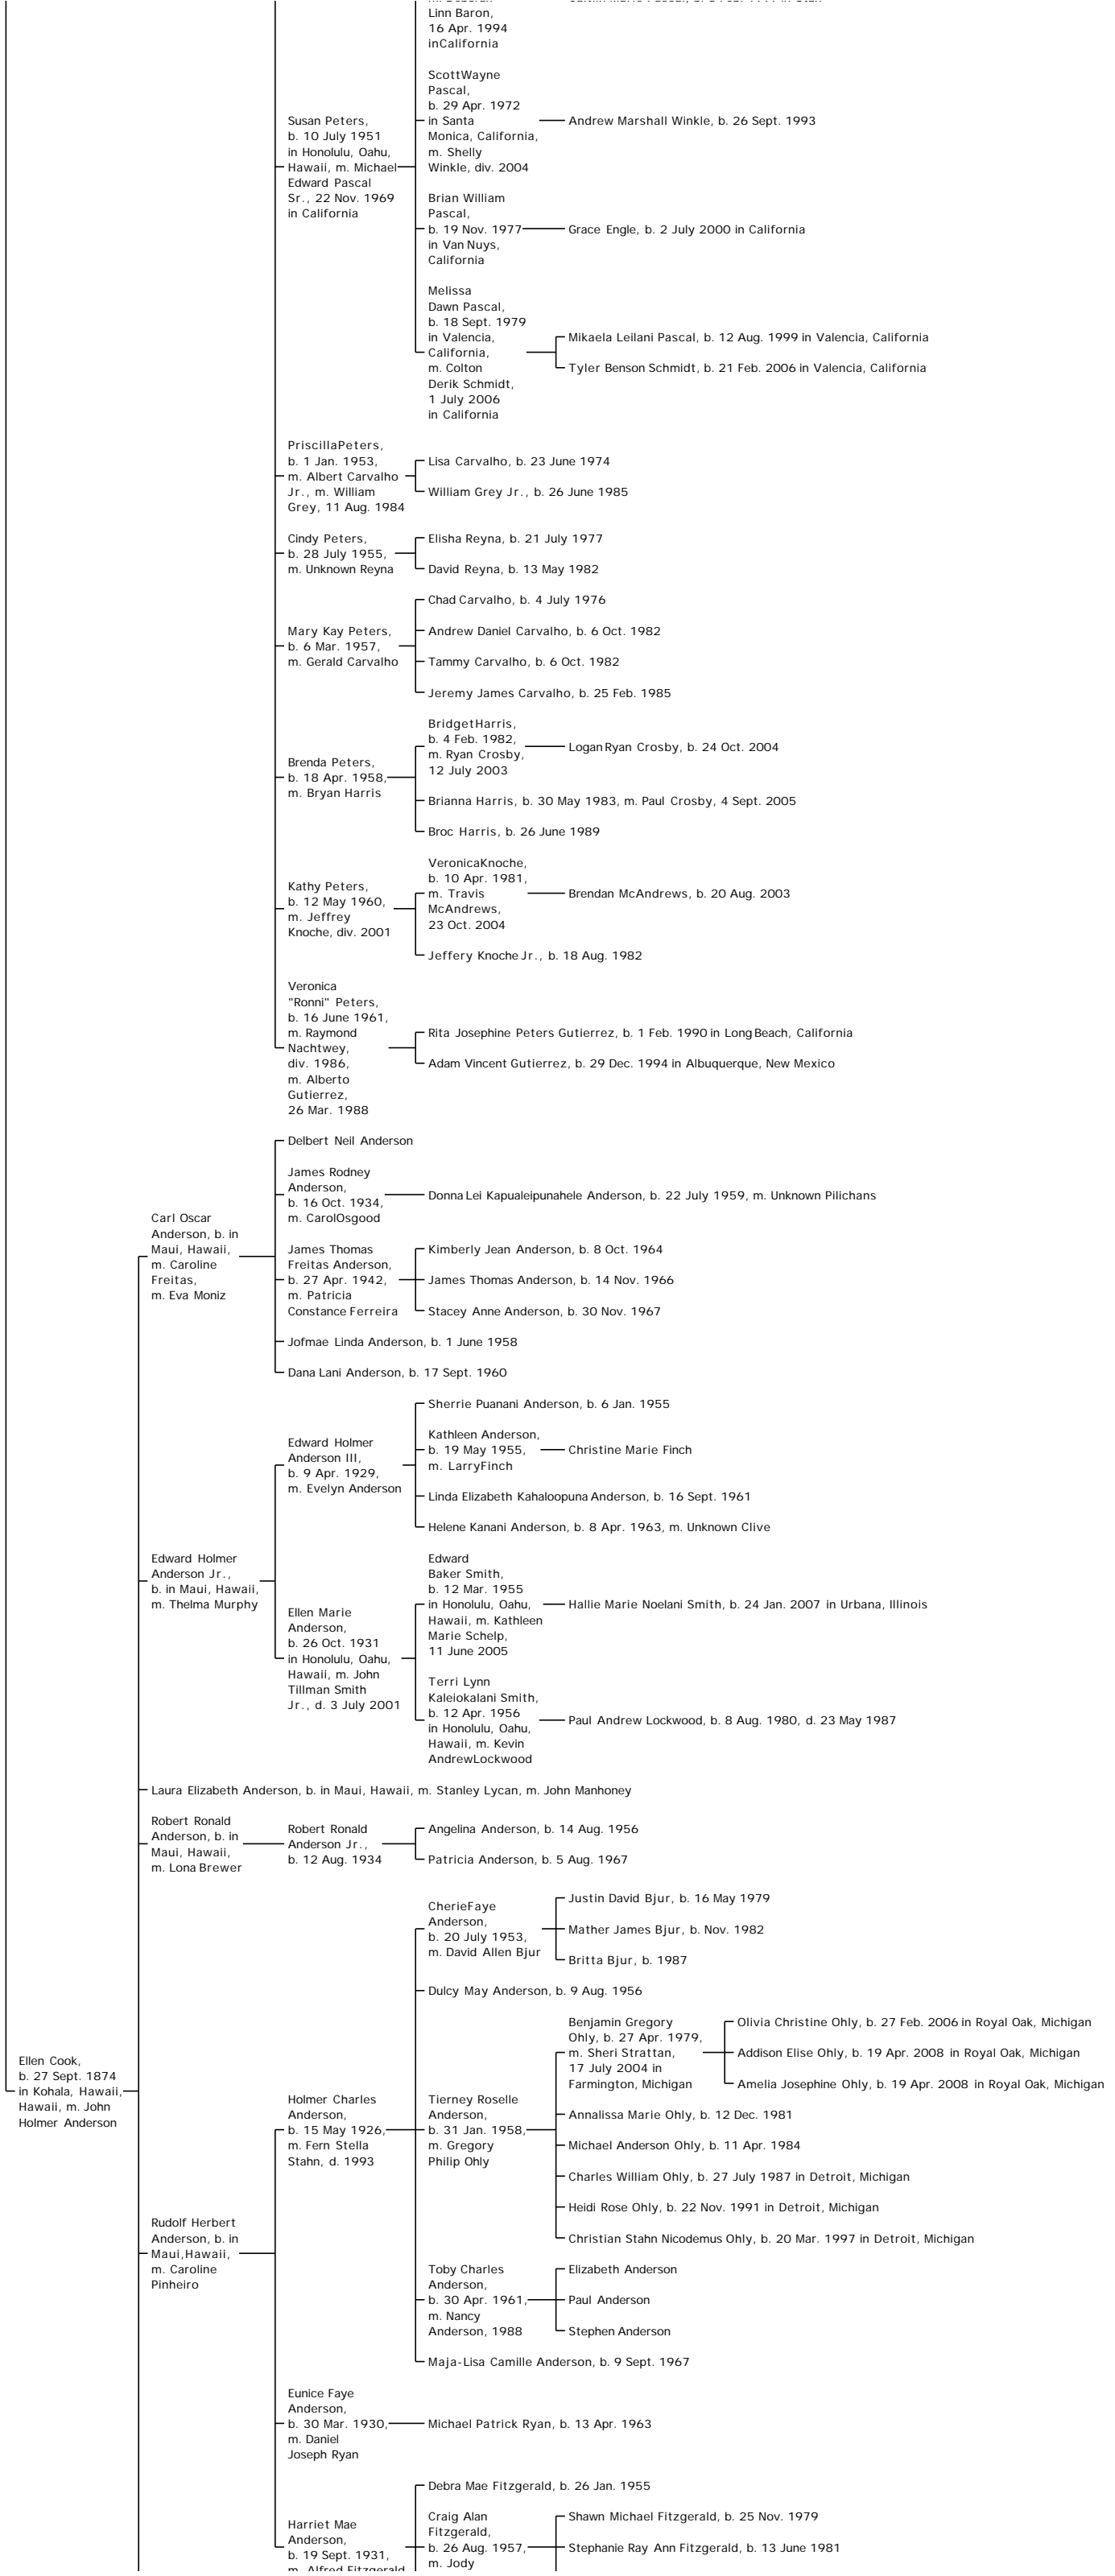 Linn Baron,
16 Apr. 1994
inCalifornia
ScottWayne
Pascal,
b. 29 Apr. 1972
in Santa
Monica, California,
m. Shelly
Winkle, div. 2004
Andrew Marshall Winkle, b. 26 Sept. 1993
Susan Peters,
b. 10 July 1951
in Honolulu, Oahu,
Hawaii, m. Michael
Edward Pascal
Sr., 22 Nov. 1969
in California
Brian William
Pascal,
b. 19 Nov. 1977
in Van Nuys,
California
Grace Engle, b. 2 July 2000 in California
Melissa
Dawn Pascal,
b. 18 Sept. 1979
in Valencia,
California,
m. Colton
Derik Schmidt,
1 July 2006
in California
Mikaela Leilani Pascal, b. 12 Aug. 1999 in Valencia, California
Tyler Benson Schmidt, b. 21 Feb. 2006 in Valencia, California
PriscillaPeters,
b. 1 Jan. 1953,
m. Albert Carvalho
Jr., m. William
Grey, 11 Aug. 1984
Lisa Carvalho, b. 23 June 1974
William Grey Jr., b. 26 June 1985
Cindy Peters,
b. 28 July 1955,
m. Unknown Reyna
Elisha Reyna, b. 21 July 1977
David Reyna, b. 13 May 1982
Mary Kay Peters,
b. 6 Mar. 1957,
m. Gerald Carvalho
Chad Carvalho, b. 4 July 1976
Andrew Daniel Carvalho, b. 6 Oct. 1982
Tammy Carvalho, b. 6 Oct. 1982
Jeremy James Carvalho, b. 25 Feb. 1985
Brenda Peters,
b. 18 Apr. 1958,
m. Bryan Harris
BridgetHarris,
b. 4 Feb. 1982,
m. Ryan Crosby,
12 July 2003
Logan Ryan Crosby, b. 24 Oct. 2004
Brianna Harris, b. 30 May 1983, m. Paul Crosby, 4 Sept. 2005
Broc Harris, b. 26 June 1989
Kathy Peters,
b. 12 May 1960,
m. Jeffrey
Knoche, div. 2001
VeronicaKnoche,
b. 10 Apr. 1981,
m. Travis
McAndrews,
23 Oct. 2004
Brendan McAndrews, b. 20 Aug. 2003
Jeffery Knoche Jr., b. 18 Aug. 1982
Veronica
"Ronni" Peters,
b. 16 June 1961,
m. Raymond
Nachtwey,
div. 1986,
m. Alberto
Gutierrez,
26 Mar. 1988
Rita Josephine Peters Gutierrez, b. 1 Feb. 1990 in Long Beach, California
Adam Vincent Gutierrez, b. 29 Dec. 1994 in Albuquerque, New Mexico
Carl Oscar
Anderson, b. in
Maui, Hawaii,
m. Caroline
Freitas,
m. Eva Moniz
Delbert Neil Anderson
James Rodney
Anderson,
b. 16 Oct. 1934,
m. CarolOsgood
Donna Lei Kapualeipunahele Anderson, b. 22 July 1959, m. Unknown Pilichans
James Thomas
Freitas Anderson,
b. 27 Apr. 1942,
m. Patricia
Constance Ferreira
Kimberly Jean Anderson, b. 8 Oct. 1964
James Thomas Anderson, b. 14 Nov. 1966
Stacey Anne Anderson, b. 30 Nov. 1967
Jofmae Linda Anderson, b. 1 June 1958
Dana Lani Anderson, b. 17 Sept. 1960
Edward Holmer
Anderson Jr.,
b. in Maui, Hawaii,
m. Thelma Murphy
Edward Holmer
Anderson III,
b. 9 Apr. 1929,
m. Evelyn Anderson
Sherrie Puanani Anderson, b. 6 Jan. 1955
Kathleen Anderson,
b. 19 May 1955,
m. LarryFinch
Christine Marie Finch
Linda Elizabeth Kahaloopuna Anderson, b. 16 Sept. 1961
Helene Kanani Anderson, b. 8 Apr. 1963, m. Unknown Clive
Ellen Marie
Anderson,
b. 26 Oct. 1931
in Honolulu, Oahu,
Hawaii, m. John
Tillman Smith
Jr., d. 3 July 2001
Edward
Baker Smith,
b. 12 Mar. 1955
in Honolulu, Oahu,
Hawaii, m. Kathleen
Marie Schelp,
11 June 2005
Hallie Marie Noelani Smith, b. 24 Jan. 2007 in Urbana, Illinois
Terri Lynn
Kaleiokalani Smith,
b. 12 Apr. 1956
in Honolulu, Oahu,
Hawaii, m. Kevin
AndrewLockwood
Paul Andrew Lockwood, b. 8 Aug. 1980, d. 23 May 1987
Laura Elizabeth Anderson, b. in Maui, Hawaii, m. Stanley Lycan, m. John Manhoney
Robert Ronald
Anderson, b. in
Maui, Hawaii,
m. Lona Brewer
Robert Ronald
Anderson Jr.,
b. 12 Aug. 1934
Angelina Anderson, b. 14 Aug. 1956
Patricia Anderson, b. 5 Aug. 1967
Ellen Cook,
b. 27 Sept. 1874
in Kohala, Hawaii,
Hawaii, m. John
Holmer Anderson
Rudolf Herbert
Anderson, b. in
Maui,Hawaii,
m. Caroline
Pinheiro
Holmer Charles
Anderson,
b. 15 May 1926,
m. Fern Stella
Stahn, d. 1993
CherieFaye
Anderson,
b. 20 July 1953,
m. David Allen Bjur
Justin David Bjur, b. 16 May 1979
Mather James Bjur, b. Nov. 1982
Britta Bjur, b. 1987
Dulcy May Anderson, b. 9 Aug. 1956
Tierney Roselle
Anderson,
b. 31 Jan. 1958,
m. Gregory
Philip Ohly
Benjamin Gregory
Ohly, b. 27 Apr. 1979,
m. Sheri Strattan,
17 July 2004 in
Farmington, Michigan
Olivia Christine Ohly, b. 27 Feb. 2006 in Royal Oak, Michigan
Addison Elise Ohly, b. 19 Apr. 2008 in Royal Oak, Michigan
Amelia Josephine Ohly, b. 19 Apr. 2008 in Royal Oak, Michigan
Annalissa Marie Ohly, b. 12 Dec. 1981
Michael Anderson Ohly, b. 11 Apr. 1984
Charles William Ohly, b. 27 July 1987 in Detroit, Michigan
Heidi Rose Ohly, b. 22 Nov. 1991 in Detroit, Michigan
Christian Stahn Nicodemus Ohly, b. 20 Mar. 1997 in Detroit, Michigan
Toby Charles
Anderson,
b. 30 Apr. 1961,
m. Nancy
Anderson, 1988
Elizabeth Anderson
Paul Anderson
Stephen Anderson
Maja-Lisa Camille Anderson, b. 9 Sept. 1967
Eunice Faye
Anderson,
b. 30 Mar. 1930,
m. Daniel
Joseph Ryan
Michael Patrick Ryan, b. 13 Apr. 1963
Harriet Mae
Anderson,
b. 19 Sept. 1931,
m. Alfred Fitzgerald
Debra Mae Fitzgerald, b. 26 Jan. 1955
Craig Alan
Fitzgerald,
b. 26 Aug. 1957,
m. Jody
Shawn Michael Fitzgerald, b. 25 Nov. 1979
Stephanie Ray Ann Fitzgerald, b. 13 June 1981